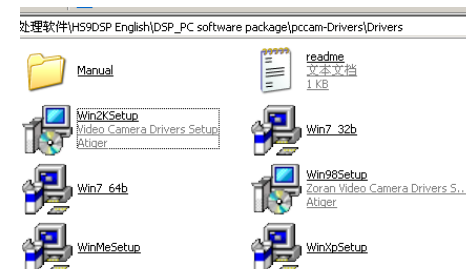 处理软件\HS9DSP English\DSP_PC software package\pccam-Drivers\Drivers
Manual
readme
文本文档
1 KB
Win2KSetup
Video Camera Drivers Setup
Atiger
Win7_32b
Win7_64b
Win98Setup
Zoran Video Camera Drivers S...
Atiger
WinMeSetup
WinXpSetup